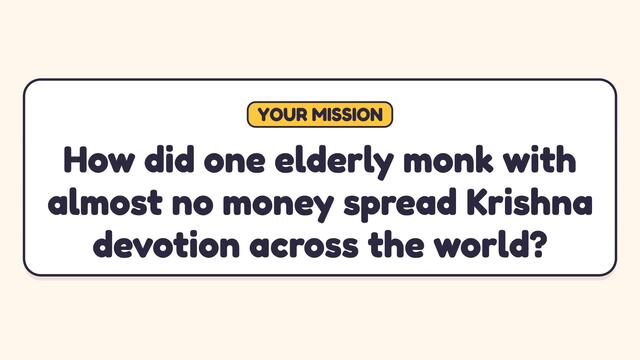 YOUR MISSION
How did one elderly monk with
almost no money spread Krishna
devotion across the world?